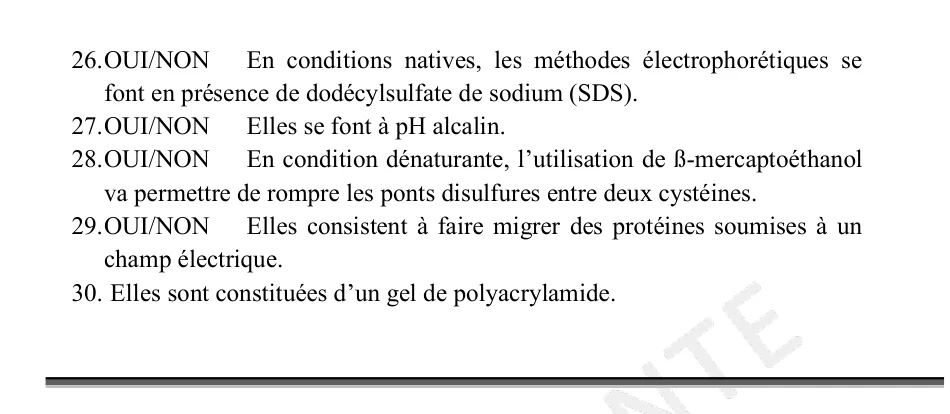 26.OUI/NON En conditions natives, les méthodes électrophorétiques se
font en présence de dodécylsulfate de sodium (SDS).
27.OUI/NON Elles se font à pH alcalin.
28.OUI/NON En condition dénaturante, l’utilisation de ß-mercaptoéthanol
va permettre de rompre les ponts disulfures entre deux cystéines.
29.OUI/NON Elles consistent à faire migrer des protéines soumises à un
champ électrique.
30. Elles sont constituées d’un gel de polyacrylamide.
NTE